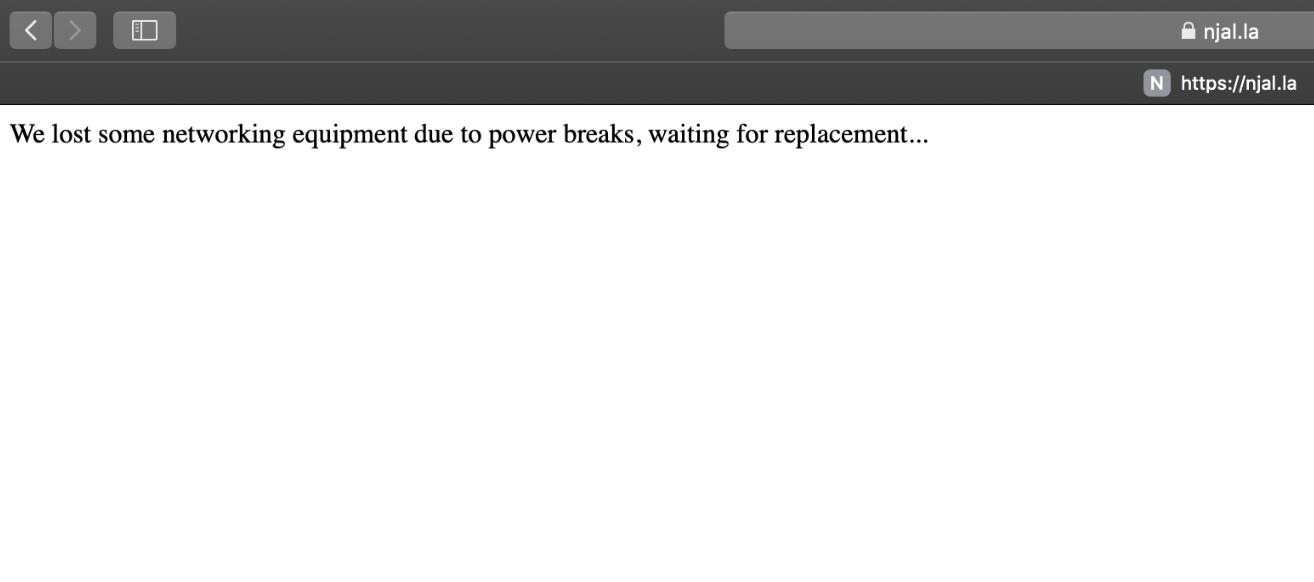 njal.la
N https://njal.la
We lost some networking equipment due to power breaks, waiting for replacement...